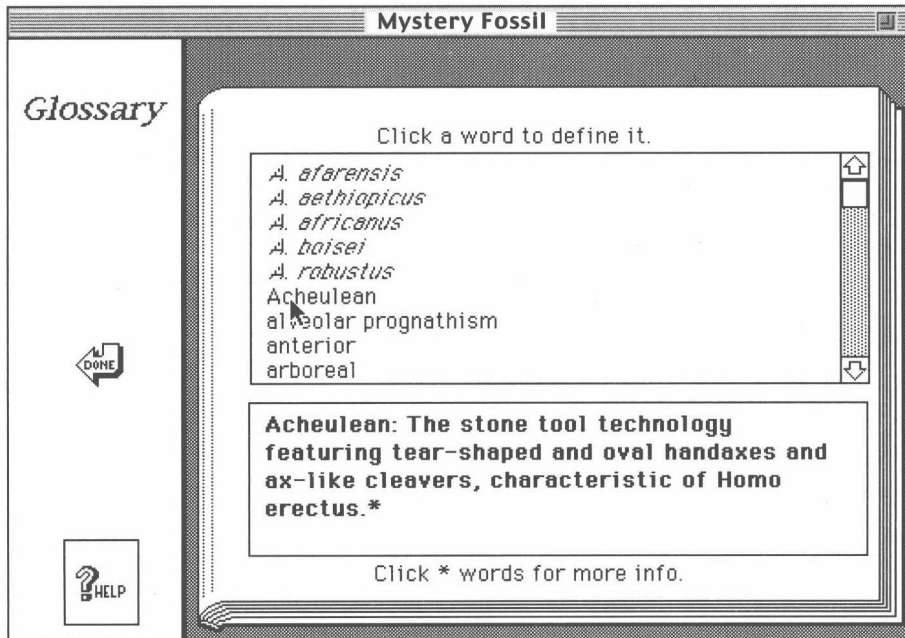 Mystery Fossil
Glossary
Click a word to define it.
A. afarensis
A. aethiopicus
A. africanus
A. boisei
A. robustus
Acheulean
alveolar prognathism
anterior
arboreal
DONE
Acheulean: The stone tool technology
featuring tear-shaped and oval handaxes and
ax-like cleavers, characteristic of Homo
erectus.*
? HELP
Click * words for more info.